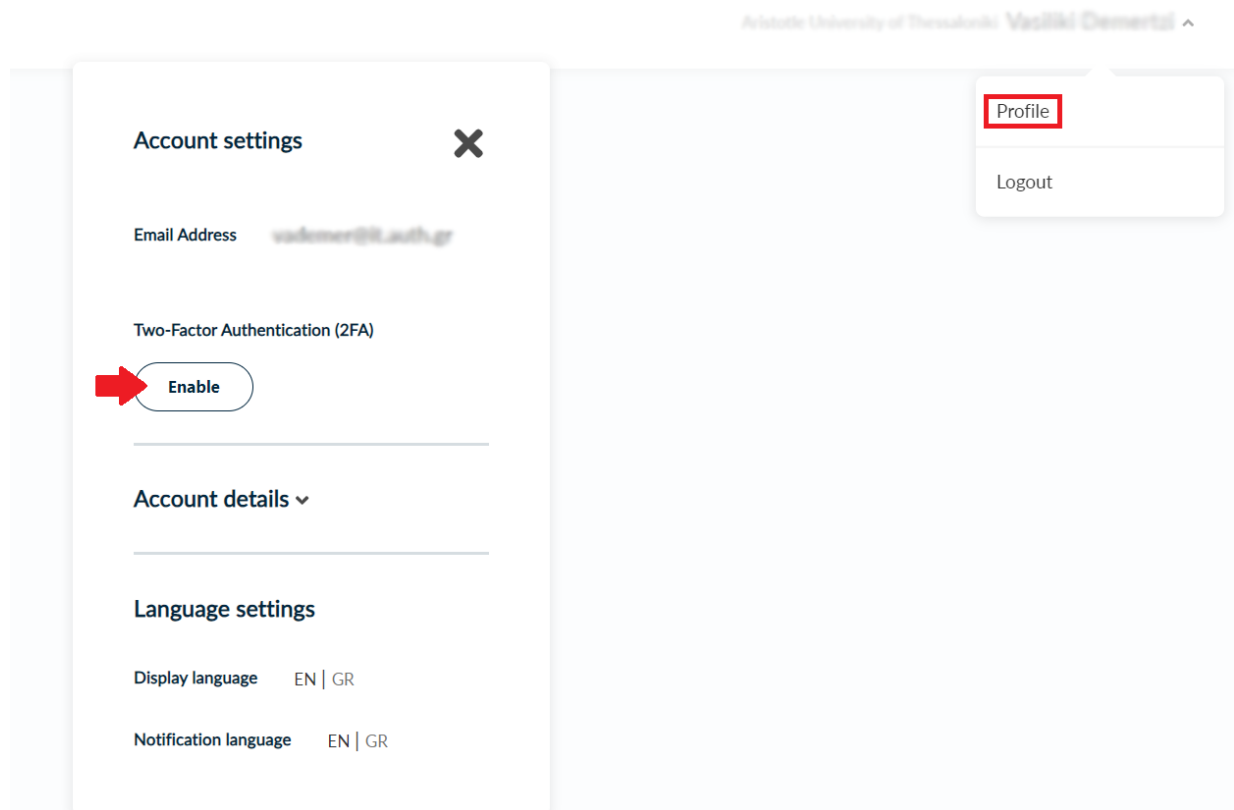 Account settings
Email Address
Two-Factor Authentication (2FA)
Enable
Account details
Language settings
Display language EN | GR
Notification language EN | GR
Profile
Logout